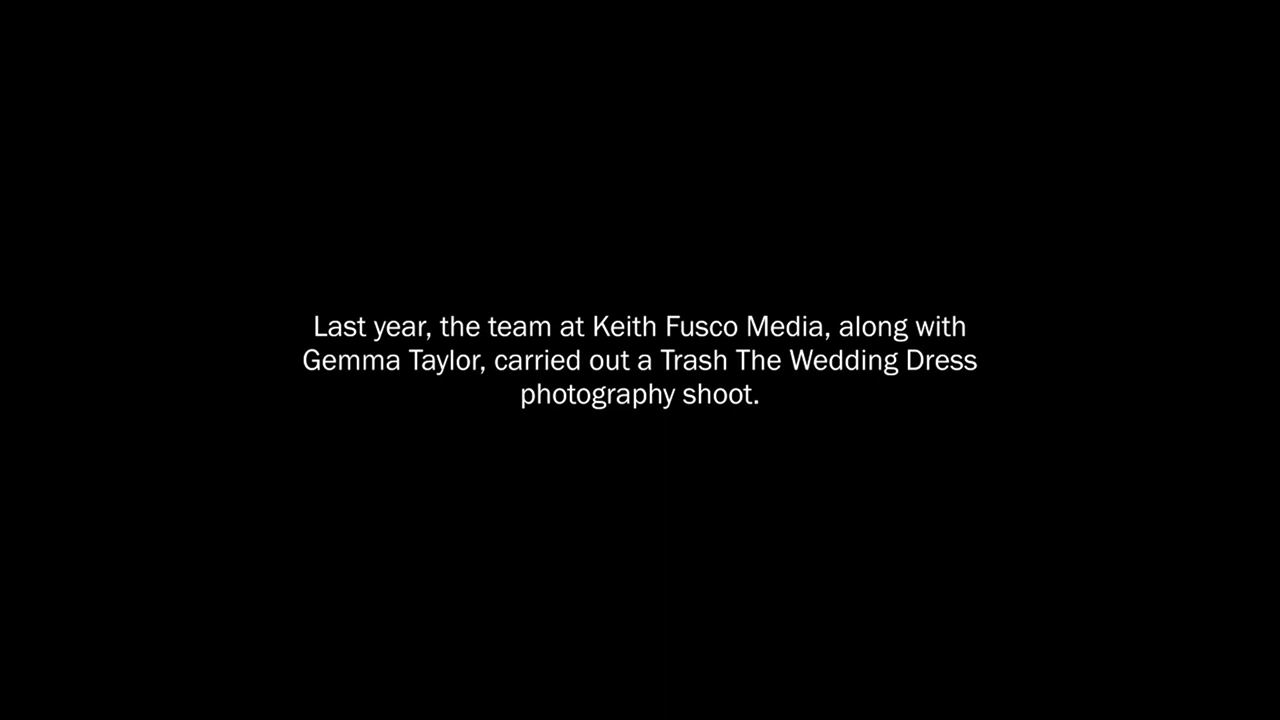 Last year, the team at Keith Fusco Media, along with
Gemma Taylor, carried out a Trash The Wedding Dress
photography shoot.